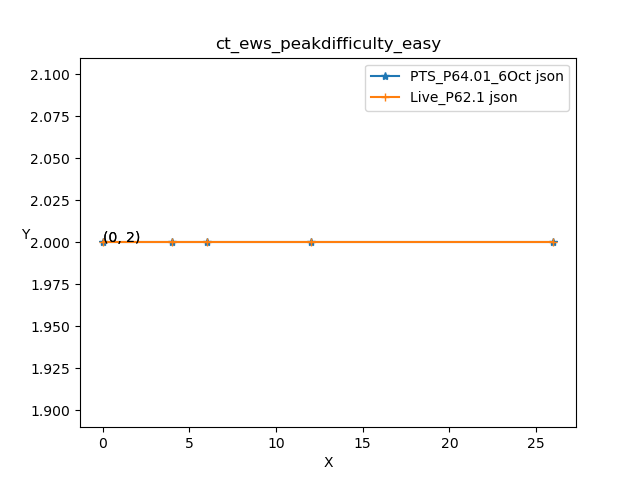 ct_ews_peakdifficulty_easy
PTS_P64.01_6Oct json
Live_P62.1 json
2.100
2.075
2.050
2.025
2.000
1.975
1.950
1.925
1.900
Y
(0, 2)
0 5 10 15 20 25
X